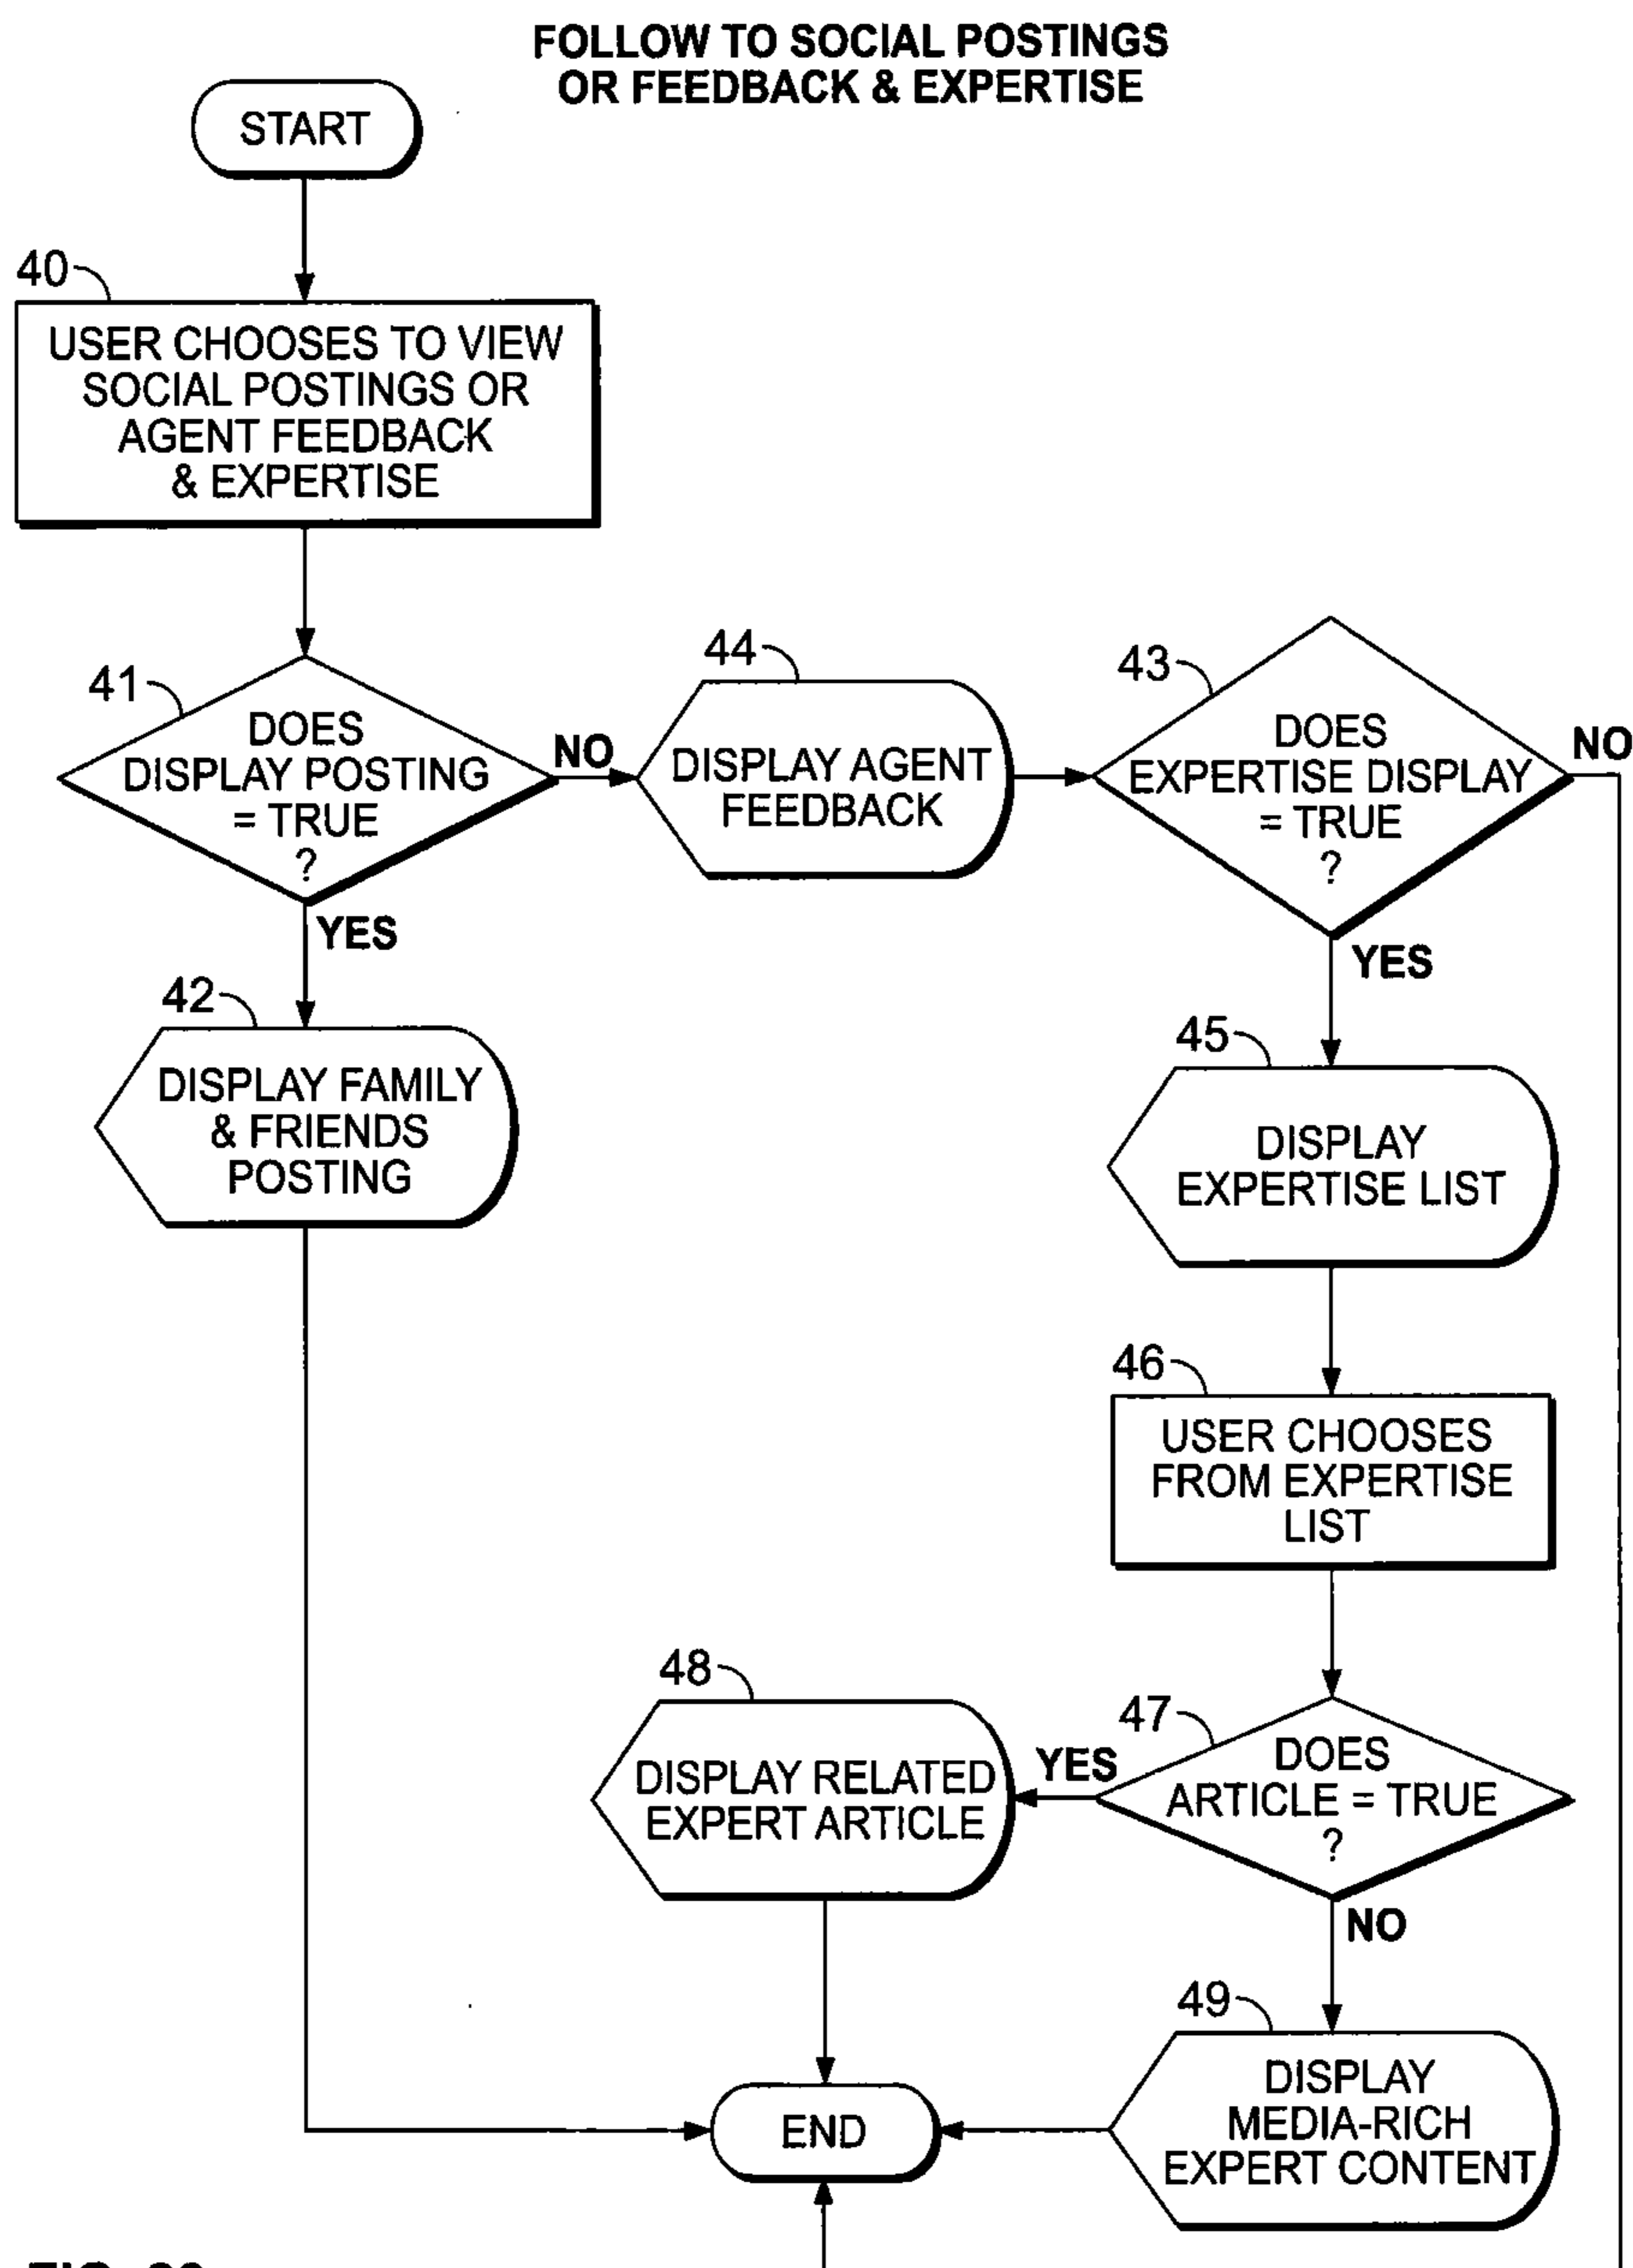 FOLLOW TO SOCIAL POSTINGS
OR FEEDBACK & EXPERTISE
START
40
USER CHOOSES TO VIEW
SOCIAL POSTINGS OR
AGENT FEEDBACK
& EXPERTISE
41
DOES
DISPLAY POSTING
= TRUE
?
NO
YES
44
DISPLAY AGENT
FEEDBACK
43
DOES
EXPERTISE DISPLAY
= TRUE
?
NO
YES
42
DISPLAY FAMILY
& FRIENDS
POSTING
45
DISPLAY
EXPERTISE LIST
46
USER CHOOSES
FROM EXPERTISE
LIST
47
DOES
ARTICLE = TRUE
?
YES
NO
48
DISPLAY RELATED
EXPERT ARTICLE
49
DISPLAY
MEDIA-RICH
EXPERT CONTENT
END